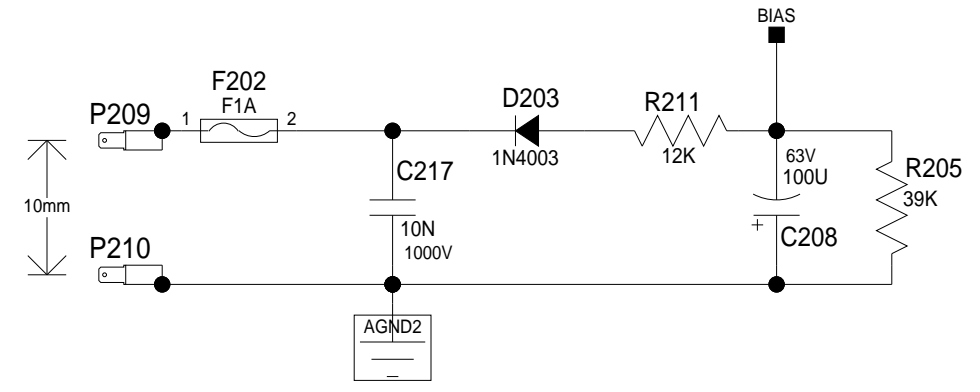 BIAS
F202
F1A
P209
1
2
D203
1N4003
R211
12K
63V
100U
R205
39K
C217
10mm
10N
1000V
+
C208
P210
AGND2